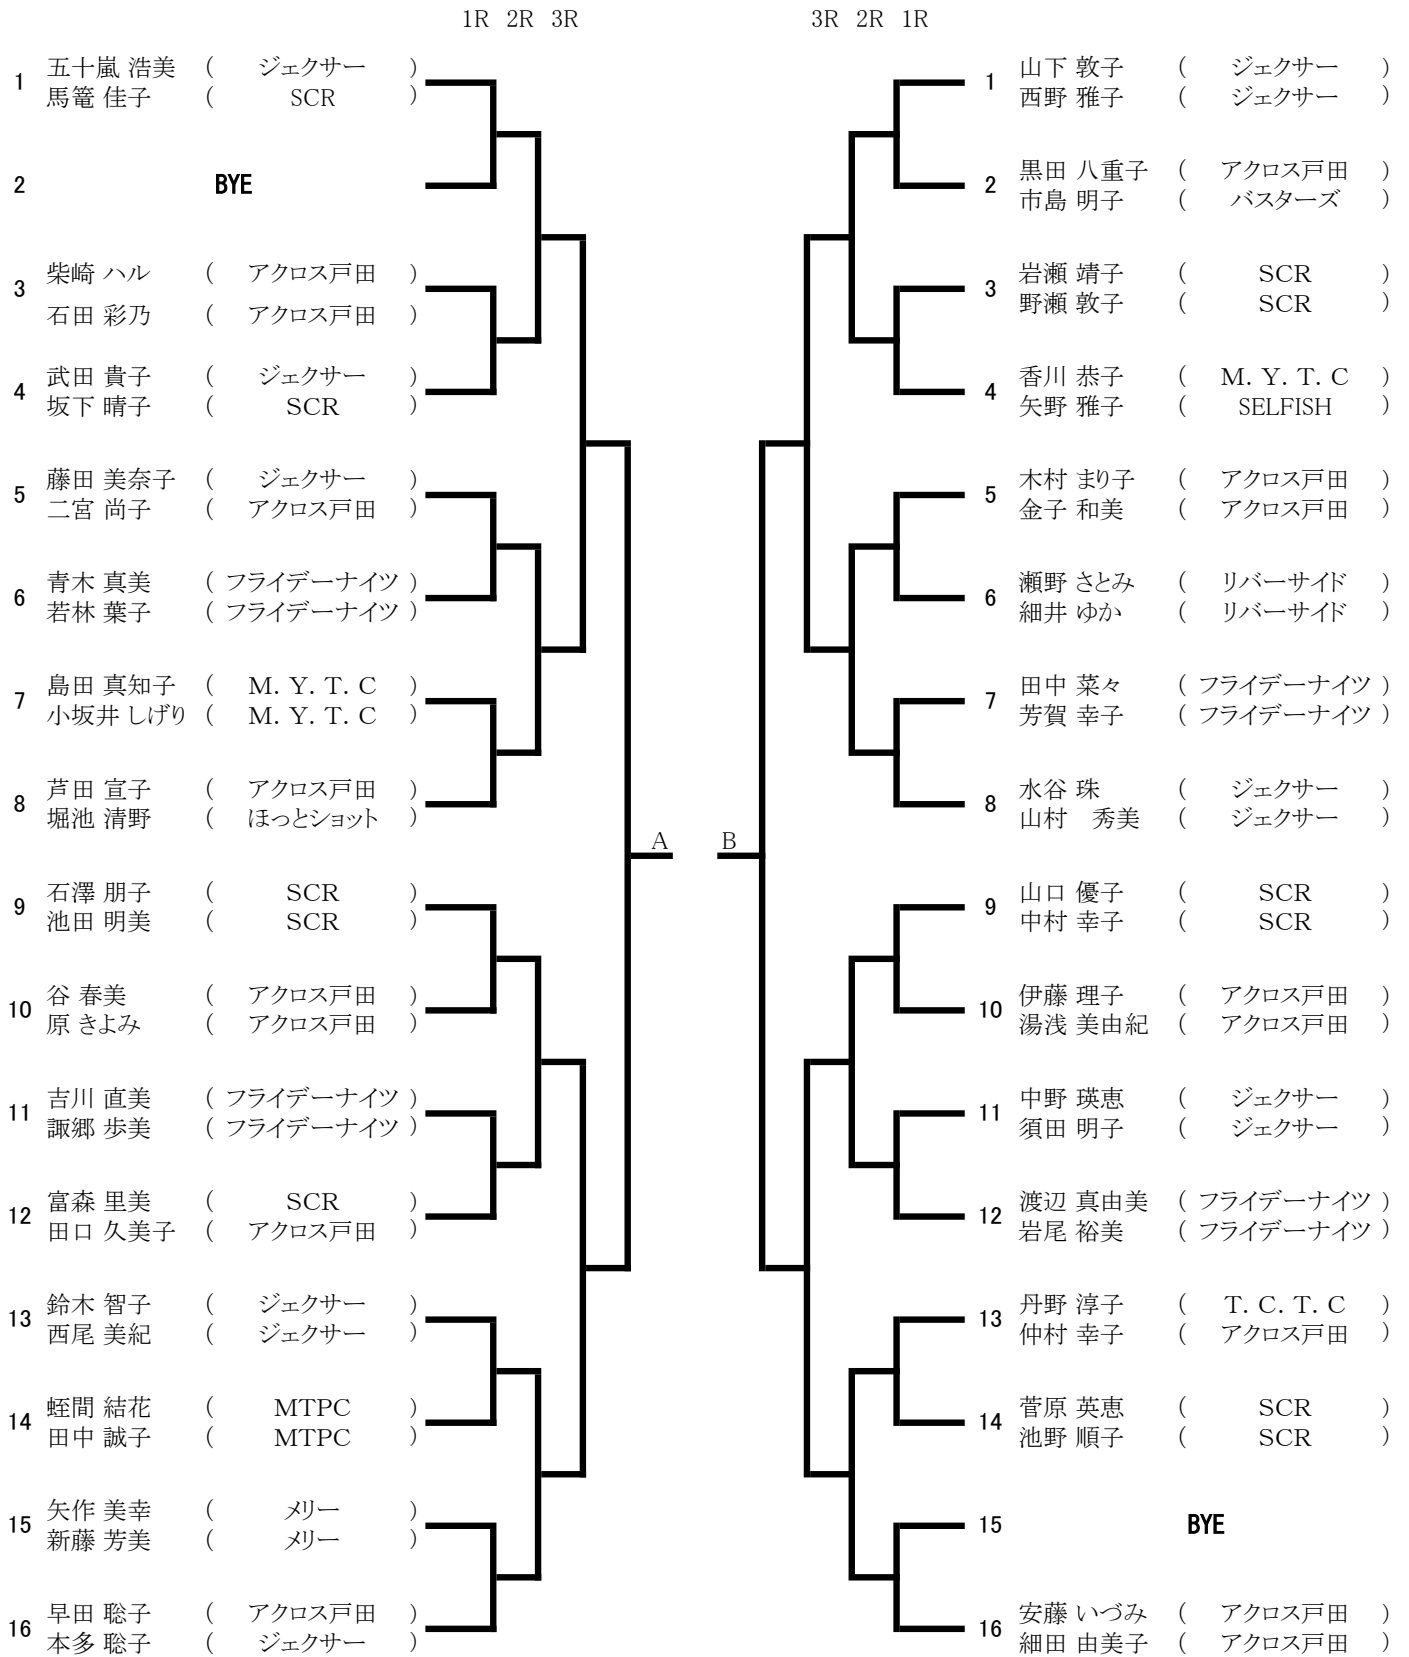 1R 2R 3R
1 五十嵐 浩美 ( ジェクサー )
馬篭 佳子 ( SCR )
2 BYE
3 柴崎 ハル ( アクロス戸田 )
石田 彩乃 ( アクロス戸田 )
4 武田 貴子 ( ジェクサー )
坂下 晴子 ( SCR )
5 藤田 美奈子 ( ジェクサー )
二宮 尚子 ( アクロス戸田 )
6 青木 真美 ( フライデーナイツ )
若林 葉子 ( フライデーナイツ )
7 島田 真知子 ( M. Y. T. C )
小坂井 しげり ( M. Y. T. C )
8 芦田 宣子 ( アクロス戸田 )
堀池 清野 ( ほっとショット )
9 石澤 朋子 ( SCR )
池田 明美 ( SCR )
10 谷 春美 ( アクロス戸田 )
原 きよみ ( アクロス戸田 )
11 吉川 直美 ( フライデーナイツ )
諏郷 歩美 ( フライデーナイツ )
12 富森 里美 ( SCR )
田口 久美子 ( アクロス戸田 )
13 鈴木 智子 ( ジェクサー )
西尾 美紀 ( ジェクサー )
14 蛭間 結花 ( MTPC )
田中 誠子 ( MTPC )
15 矢作 美幸 ( メリー )
新藤 芳美 ( メリー )
16 早田 聡子 ( アクロス戸田 )
本多 聡子 ( ジェクサー )
A
B
3R 2R 1R
1 山下 敦子 ( ジェクサー )
西野 雅子 ( ジェクサー )
2 黒田 八重子 ( アクロス戸田 )
市島 明子 ( バスターズ )
3 岩瀬 靖子 ( SCR )
野瀬 敦子 ( SCR )
4 香川 恭子 ( M. Y. T. C )
矢野 雅子 ( SELFISH )
5 木村 まり子 ( アクロス戸田 )
金子 和美 ( アクロス戸田 )
6 瀬野 さとみ ( リバーサイド )
細井 ゆか ( リバーサイド )
7 田中 菜々 ( フライデーナイツ )
芳賀 幸子 ( フライデーナイツ )
8 水谷 珠 ( ジェクサー )
山村　秀美 ( ジェクサー )
9 山口 優子 ( SCR )
中村 幸子 ( SCR )
10 伊藤 理子 ( アクロス戸田 )
湯浅 美由紀 ( アクロス戸田 )
11 中野 瑛恵 ( ジェクサー )
須田 明子 ( ジェクサー )
12 渡辺 真由美 ( フライデーナイツ )
岩尾 裕美 ( フライデーナイツ )
13 丹野 淳子 ( T. C. T. C )
仲村 幸子 ( アクロス戸田 )
14 菅原 英恵 ( SCR )
池野 順子 ( SCR )
15 BYE
16 安藤 いづみ ( アクロス戸田 )
細田 由美子 ( アクロス戸田 )